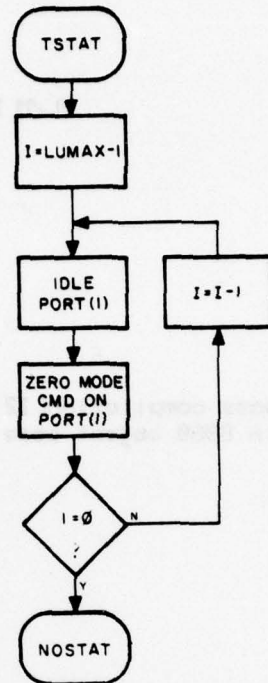 TSTAT
I=LUMAX-1
IDLE
PORT(I)
I=I-1
ZERO MODE
CMD ON
PORT(I)
I=Ø
?
N
Y
NOSTAT